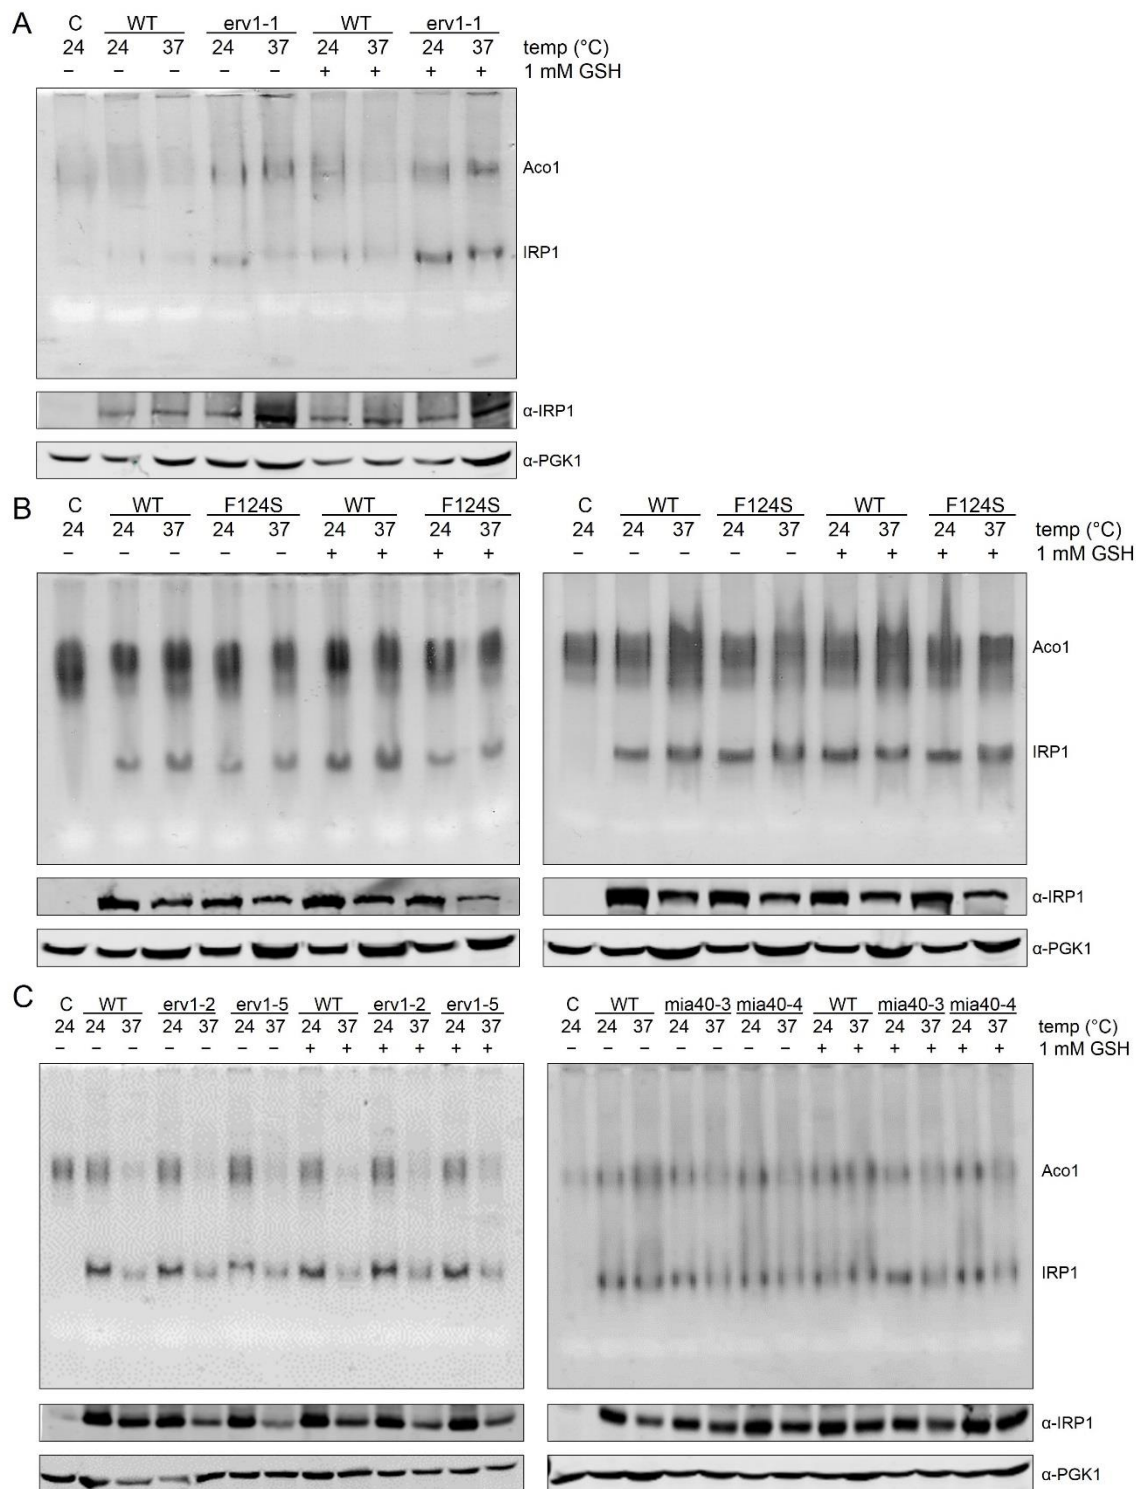 A
C WT erv1-1 WT erv1-1
24 24 37 24 37 24 37 24 37 temp (°C)
– – – – – + + + + 1 mM GSH
Aco1
IRP1
α-IRP1
α-PGK1
B
C WT F124S WT F124S C WT F124S WT F124S
24 24 37 24 37 24 37 24 37 24 24 37 24 37 24 37 24 37 temp (°C)
– – – – – + + + + – – – – – + + + + 1 mM GSH
Aco1
IRP1
α-IRP1
α-PGK1
C
C WT erv1-2 erv1-5 WT erv1-2 erv1-5 C WT mia40-3 mia40-4 WT mia40-3 mia40-4
24 24 37 24 37 24 37 24 37 24 37 24 37 24 24 37 24 37 24 37 24 37 24 37 24 37 temp (°C)
– – – – – – – + + + + + + – – – – – – – + + + + + + 1 mM GSH
Aco1
IRP1
α-IRP1
α-PGK1